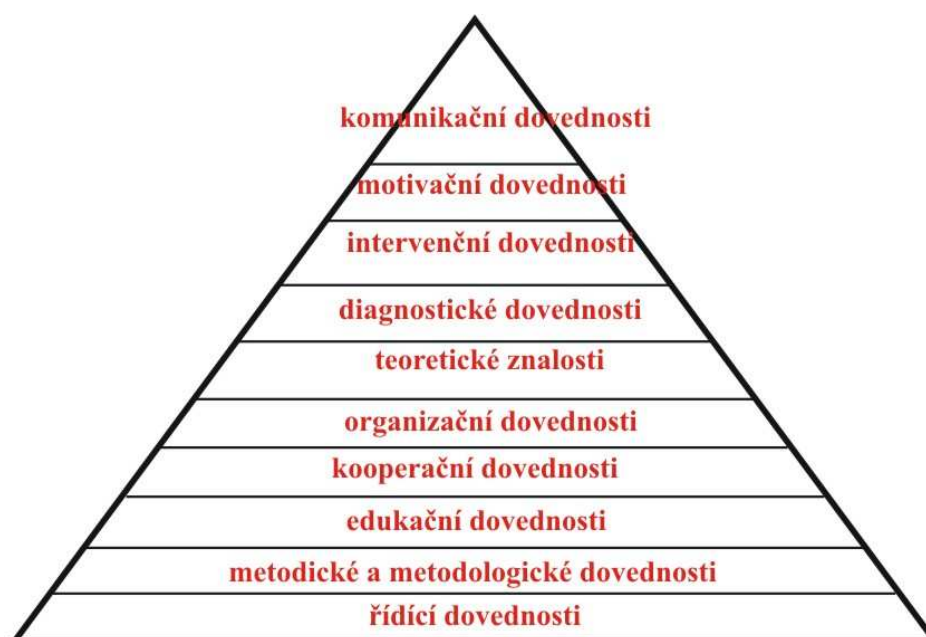 komunikační dovednosti
motivační dovednosti
intervenční dovednosti
diagnostické dovednosti
teoretické znalosti
organizační dovednosti
kooperační dovednosti
edukační dovednosti
metodické a metodologické dovednosti
řídící dovednosti